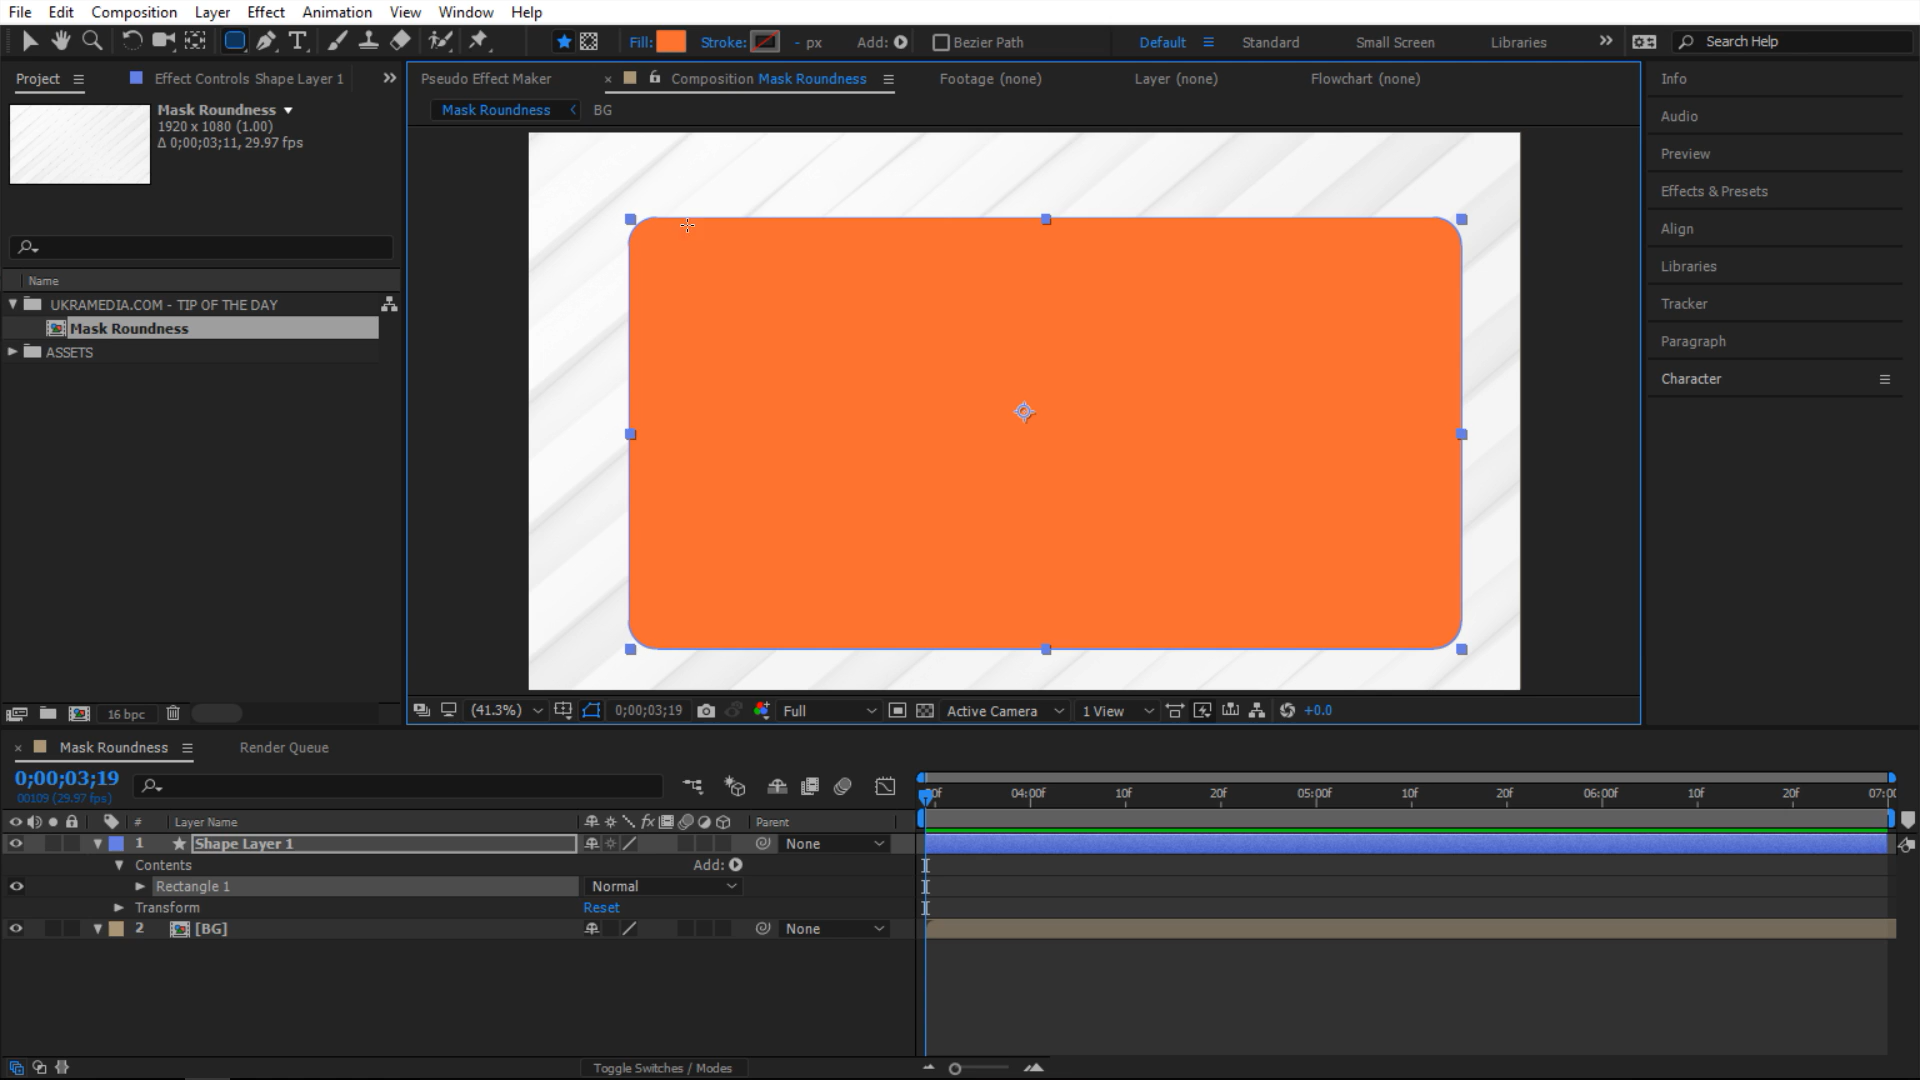 File Edit Composition Layer Effect Animation View Window Help
Fill: Stroke: - px Add: Bezier Path Default Standard Small Screen Libraries Search Help
Project Effect Controls Shape Layer 1
Pseudo Effect Maker Composition Mask Roundness Footage (none) Layer (none) Flowchart (none)
Info
Mask Roundness
1920 x 1080 (1.00)
Δ 0;00;03;11, 29.97 fps
Mask Roundness BG
Audio
Preview
Effects & Presets
Align
Libraries
Tracker
Paragraph
Character
Name
UKRAMEDIA.COM - TIP OF THE DAY
Mask Roundness
ASSETS
16 bpc
(41.3%) 0;00;03;19 Full Active Camera 1 View +0.0
Mask Roundness Render Queue
0;00;03;19
00109 (29.97 fps)
04:00f 10f 20f 05:00f 10f 20f 06:00f 10f 20f
# Layer Name fx Parent
1 Shape Layer 1 None
Contents Add:
Rectangle 1 Normal
Transform Reset
2 [BG] None
Toggle Switches / Modes